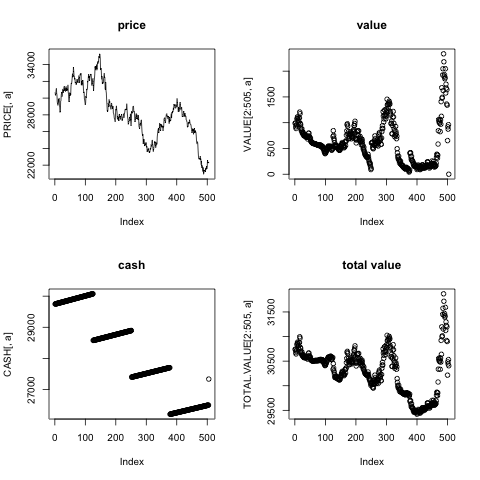 price
PRICE[, a]
22000 28000 34000
0 100 200 300 400 500
Index
value
VALUE[2:505, a]
0 500 1500
0 100 200 300 400 500
Index
cash
CASH[, a]
27000 29000
0 100 200 300 400 500
Index
total value
TOTAL.VALUE[2:505, a]
29500 30500 31500
0 100 200 300 400 500
Index